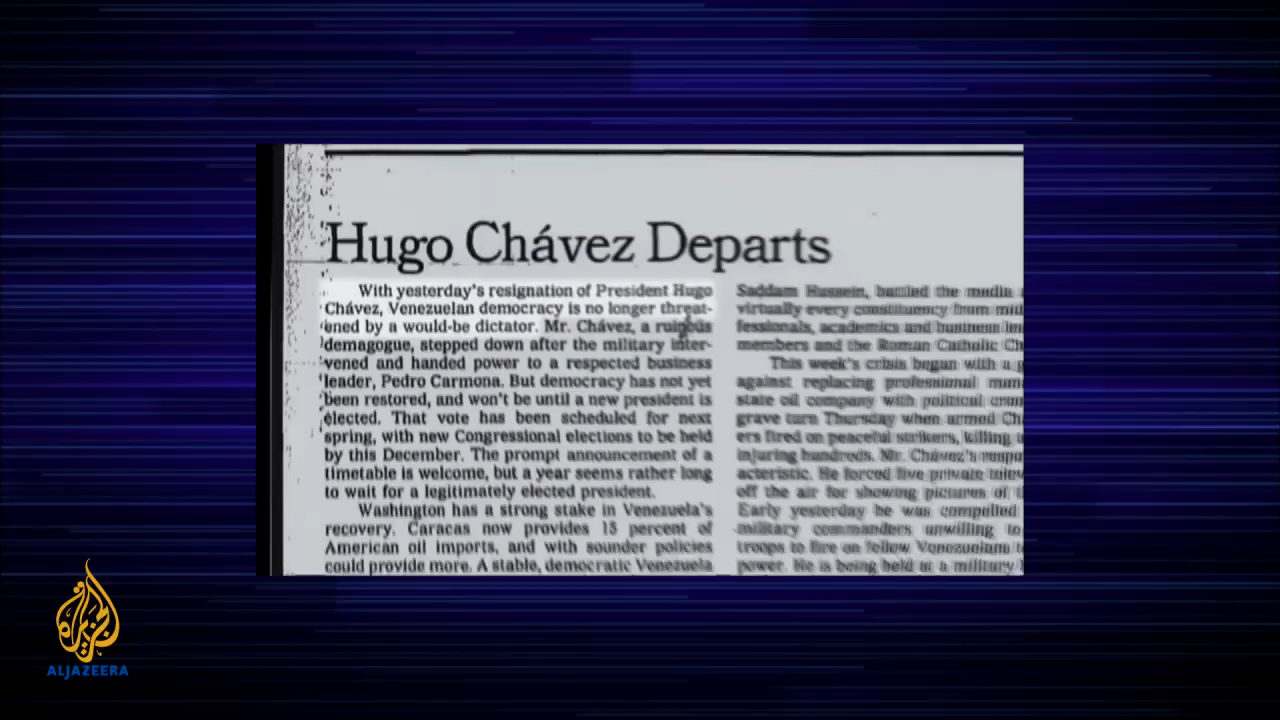 Hugo Chávez Departs
With yesterday's resignation of President Hugo
Chávez, Venezuelan democracy is no longer threat-
ened by a would-be dictator. Mr. Chávez, a ruinous
demagogue, stepped down after the military inter-
vened and handed power to a respected business
leader, Pedro Carmona. But democracy has not yet
been restored, and won't be until a new president is
elected. That vote has been scheduled for next
spring, with new Congressional elections to be held
by this December. The prompt announcement of a
timetable is welcome, but a year seems rather long
to wait for a legitimately elected president.
Washington has a strong stake in Venezuela's
recovery. Caracas now provides 15 percent of
American oil imports, and with sounder policies
could provide more. A stable, democratic Venezuela
Saddam Hussein, battled the media
virtually every constituency from mid
fessionals, academics and business
members and the Roman Catholic Ch
This week's crisis began with a
against replacing professional
state oil company with political
grave turn Thursday when armed Ch
ers fired on peaceful strikers, killing
injuring hundreds. Mr. Chávez's
acteristic. He forced five private
off the air for showing pictures of
Early yesterday he was compelled
military commanders unwilling to
troops to fire on fellow Venezuelans
power. He is being held at a military
الجزيرة
ALJAZEERA